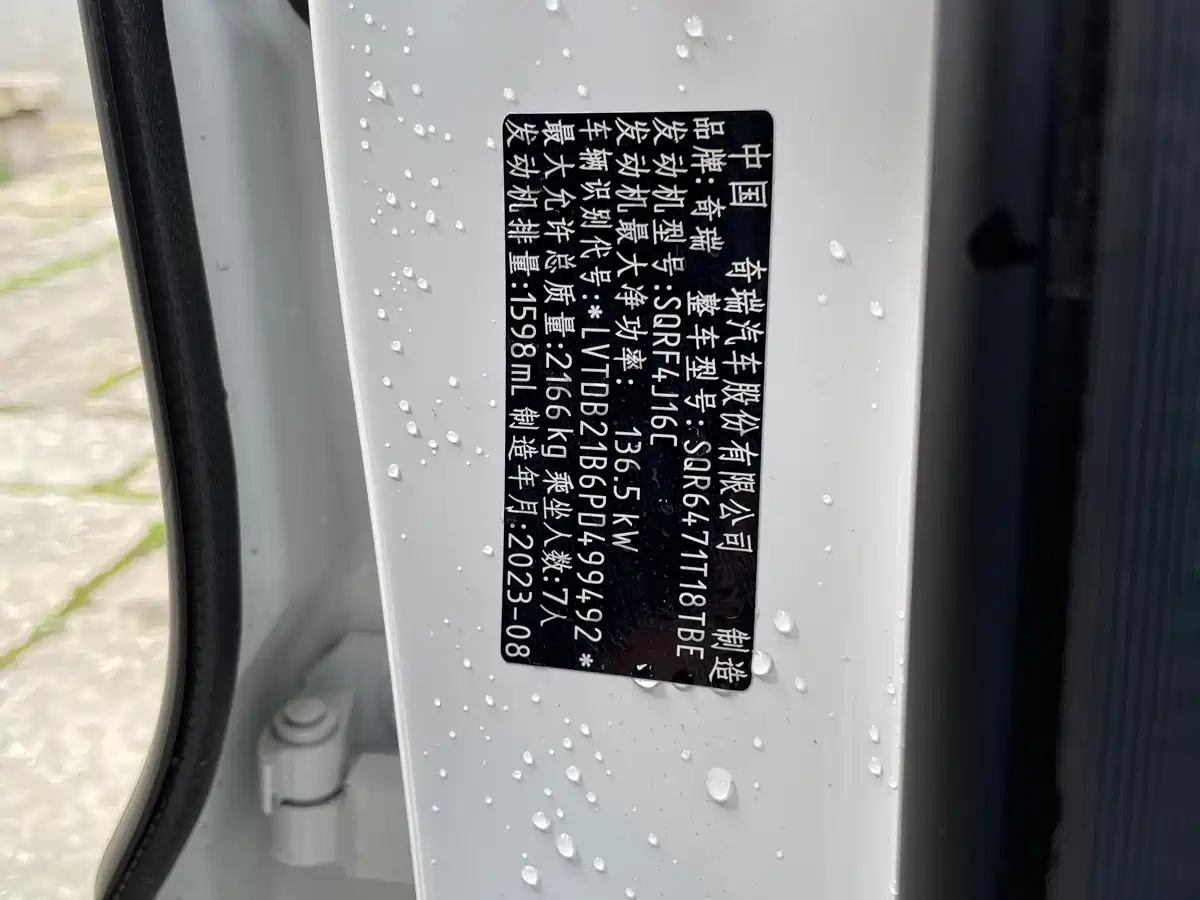 中国 奇瑞汽车股份有限公司 制造
品牌:奇瑞 整车型号:SQR6471T18TBE
发动机型号:SQRF4J16C
发动机最大净功率: 136.5 kW
车辆识别代号:*LVTDB21B6PD499492*
最大允许总质量:2166kg 乘坐人数:7人
发动机排量:1598mL 制造年月:2023-08